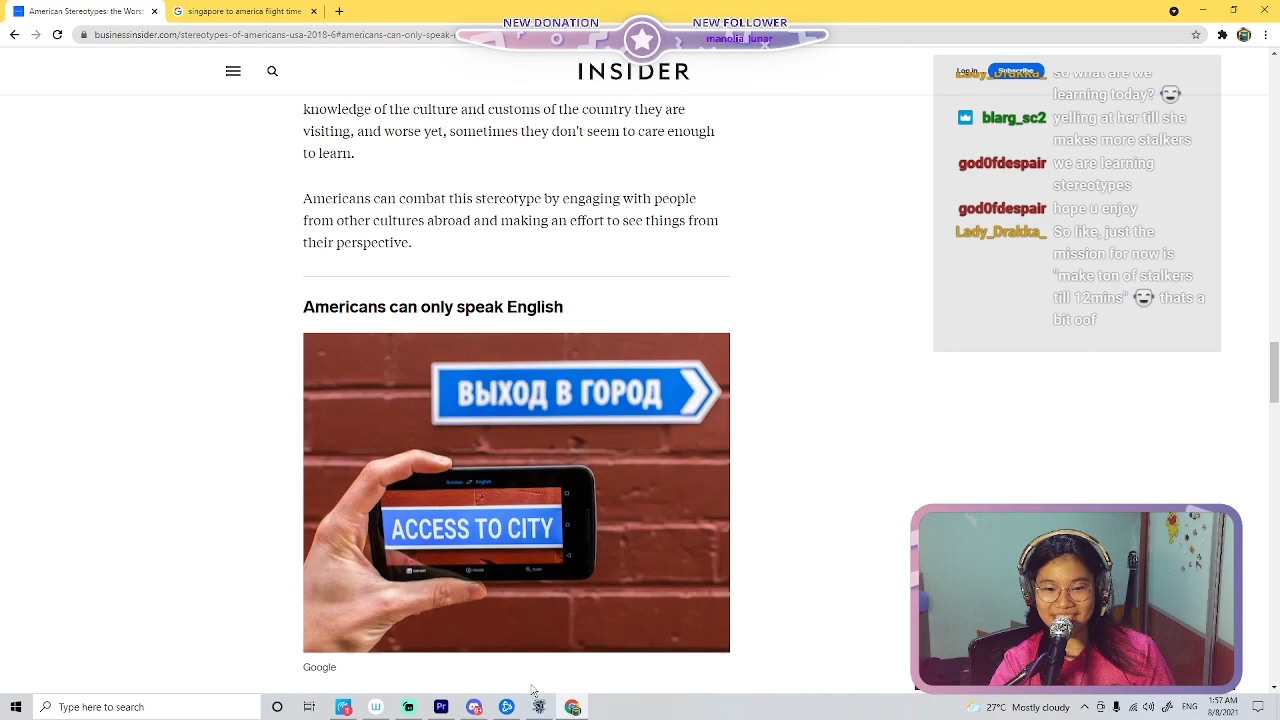 American Stereotypes: the Wors
singapore america flight time
NEW DONATION
NEW FOLLOWER
manolia_lunar
businessinsider.com/stereotypes-of-americans-usa-2018-6#americans-can-only-speak-
INSIDER
Log in
Subscribe
knowledge of the culture and customs of the country they are
visiting, and worse yet, sometimes they don't seem to care enough
to learn.
Americans can combat this stereotype by engaging with people
from other cultures abroad and making an effort to see things from
their perspective.
Americans can only speak English
ВЫХОД В ГОРОД
Russian English
ACCESS TO CITY
Google
Lady_Drakka_ so what are we
learning today?
blarg_sc2 yelling at her till she
makes more stalkers
god0fdespair we are learning
stereotypes
god0fdespair hope u enjoy
Lady_Drakka_ So like, just the
mission for now is
"make ton of stalkers
till 12mins" thats a
bit oof
Type here to search
27°C
ENG
1:57 AM
8/8/2021